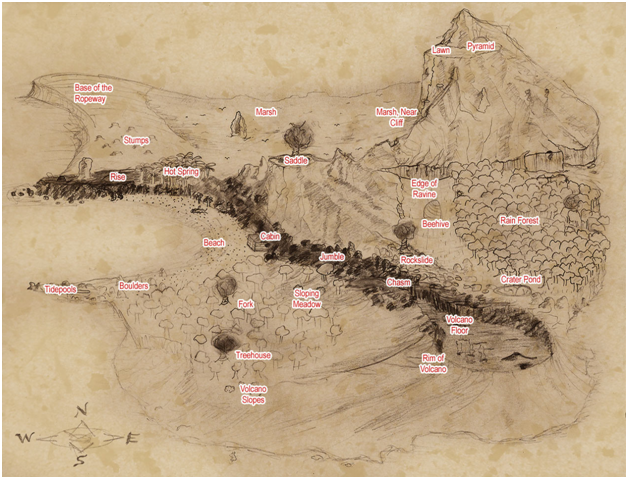 Lawn
Pyramid
Base of the
Ropeway
Marsh
Marsh, Near
Cliff
Stumps
Saddle
Hot Spring
Rise
Edge of
Ravine
Rain Forest
Beehive
Cabin
Beach
Jumble
Rockslide
Crater Pond
Chasm
Tidepools
Boulders
Sloping
Meadow
Fork
Volcano
Floor
Treehouse
Rim of
Volcano
Volcano
Slopes
N
W
E
S